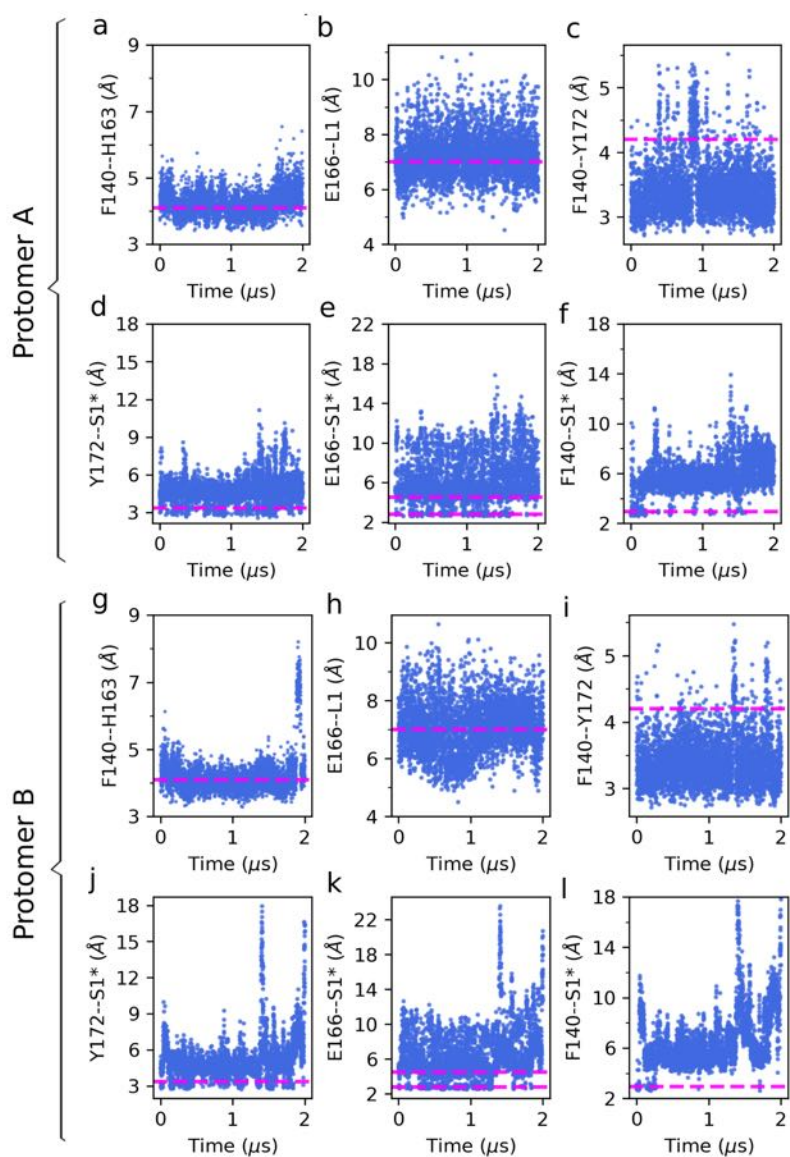 Protomer A
a
F140--H163 (Å)
9
7
5
3
0
1
2
Time (μs)
b
E166--L1 (Å)
10
8
6
4
0
1
2
Time (μs)
c
F140--Y172 (Å)
6
5
4
3
0
1
2
Time (μs)
d
Y172--S1* (Å)
18
15
12
9
6
3
0
1
2
Time (μs)
e
E166--S1* (Å)
22
18
14
10
6
2
0
1
2
Time (μs)
f
F140--S1* (Å)
18
14
10
6
2
0
1
2
Time (μs)
Protomer B
g
F140--H163 (Å)
9
7
5
4
3
0
1
2
Time (μs)
h
E166--L1 (Å)
10
8
6
4
0
1
2
Time (μs)
i
F140--Y172 (Å)
5
4
3
0
1
2
Time (μs)
j
Y172--S1* (Å)
18
15
12
9
6
3
0
1
2
Time (μs)
k
E166--S1* (Å)
22
18
14
10
6
2
0
1
2
Time (μs)
l
F140--S1* (Å)
18
14
10
6
2
0
1
2
Time (μs)